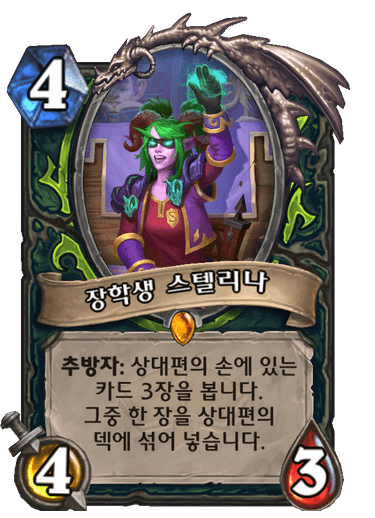 4
장학생 스텔리나
추방자: 상대편의 손에 있는
카드 3장을 봅니다.
그중 한 장을 상대편의
덱에 섞어 넣습니다.
4
3